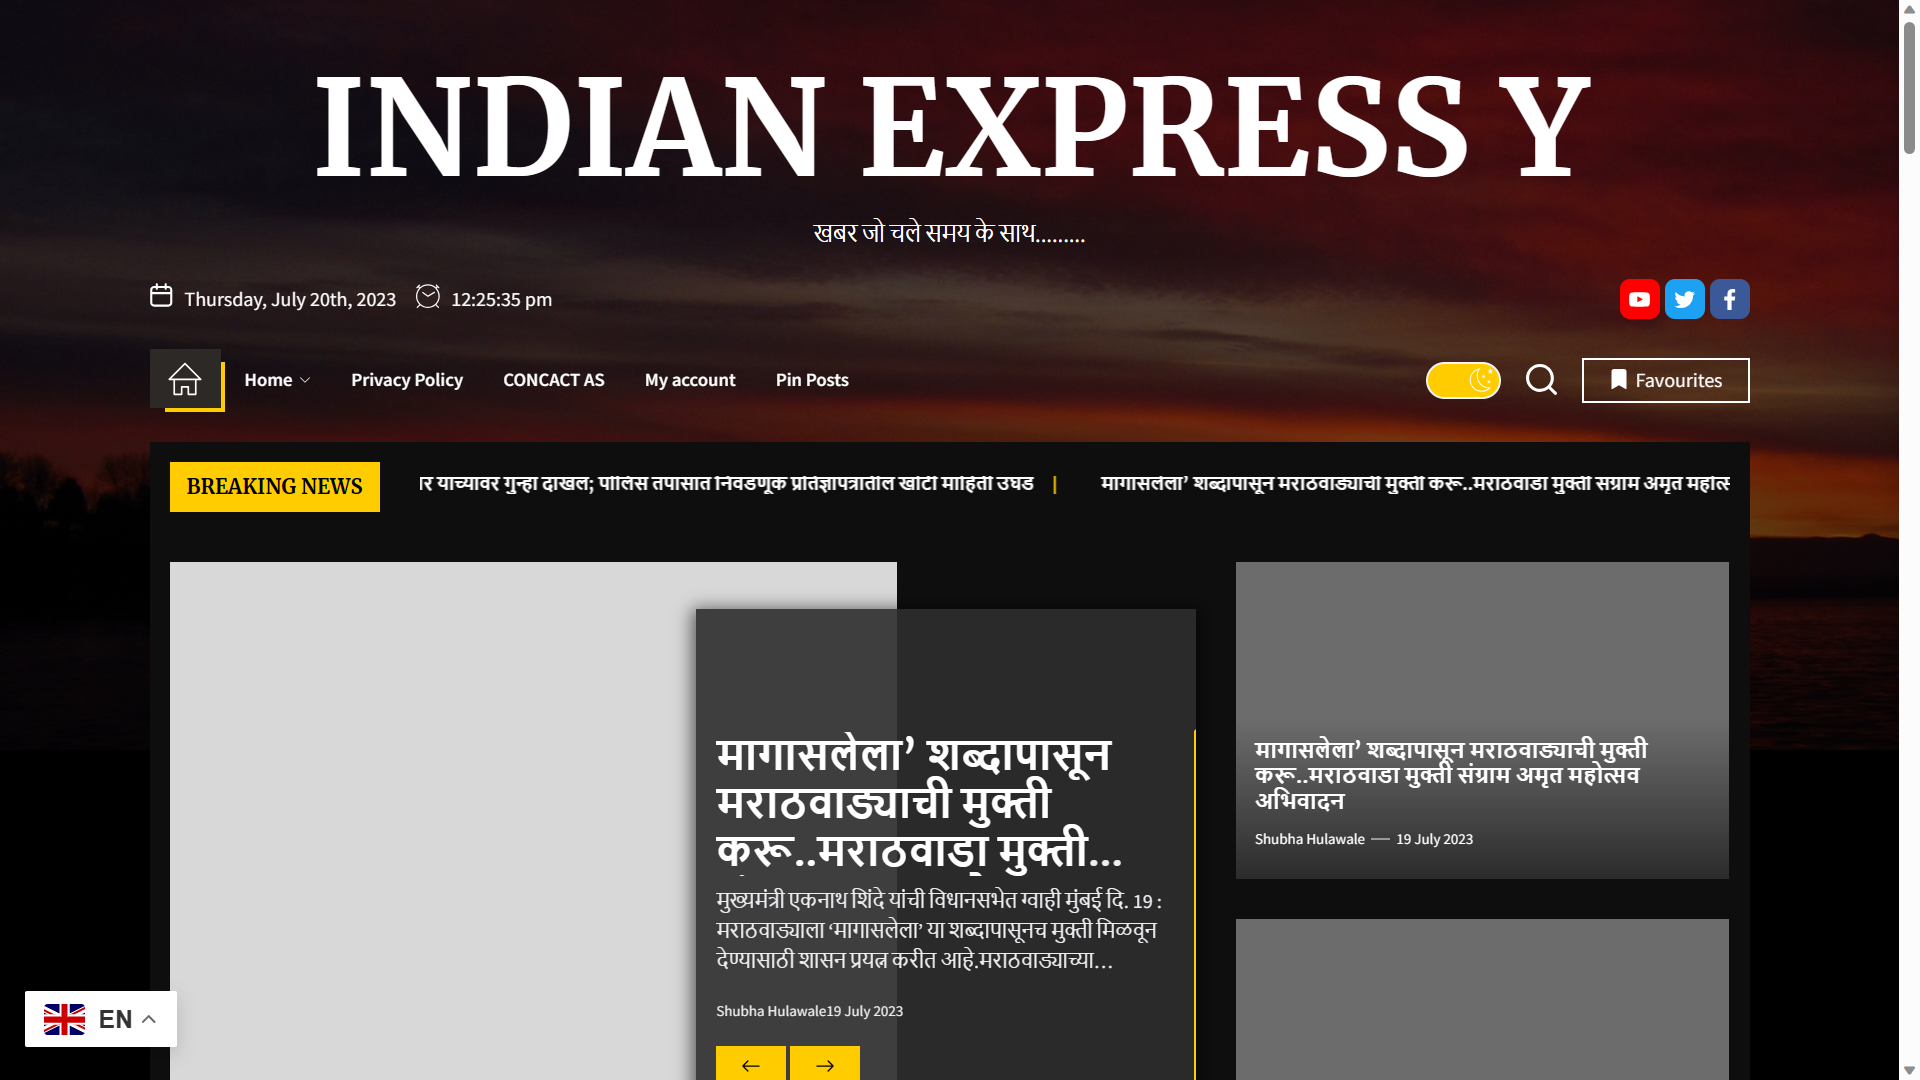 INDIAN EXPRESS Y
खबर जो चले समय के साथ.........
Thursday, July 20th, 2023 12:25:35 pm
Home Privacy Policy CONCACT AS My account Pin Posts Favourites
BREAKING NEWS
र याच्यावर गुन्हा दाखल; पोलिस तपासात निवडणूक प्रतिज्ञापत्रातील खोटी माहिती उघड | मागासलेला’ शब्दापासून मराठवाड्याची मुक्ती करू..मराठवाडा मुक्ती संग्राम अमृत
मागासलेला’ शब्दापासून
मराठवाड्याची मुक्ती
करू..मराठवाडा मुक्ती...
मुख्यमंत्री एकनाथ शिंदे यांची विधानसभेत ग्वाही मुंबई दि. 19 :
मराठवाड्याला ‘मागासलेला’ या शब्दापासूनच मुक्ती मिळवून
देण्यासाठी शासन प्रयत्न करीत आहे.मराठवाड्याच्या...
Shubha Hulawale19 July 2023
मागासलेला’ शब्दापासून मराठवाड्याची मुक्ती
करू..मराठवाडा मुक्ती संग्राम अमृत महोत्सव
अभिवादन
Shubha Hulawale — 19 July 2023
EN